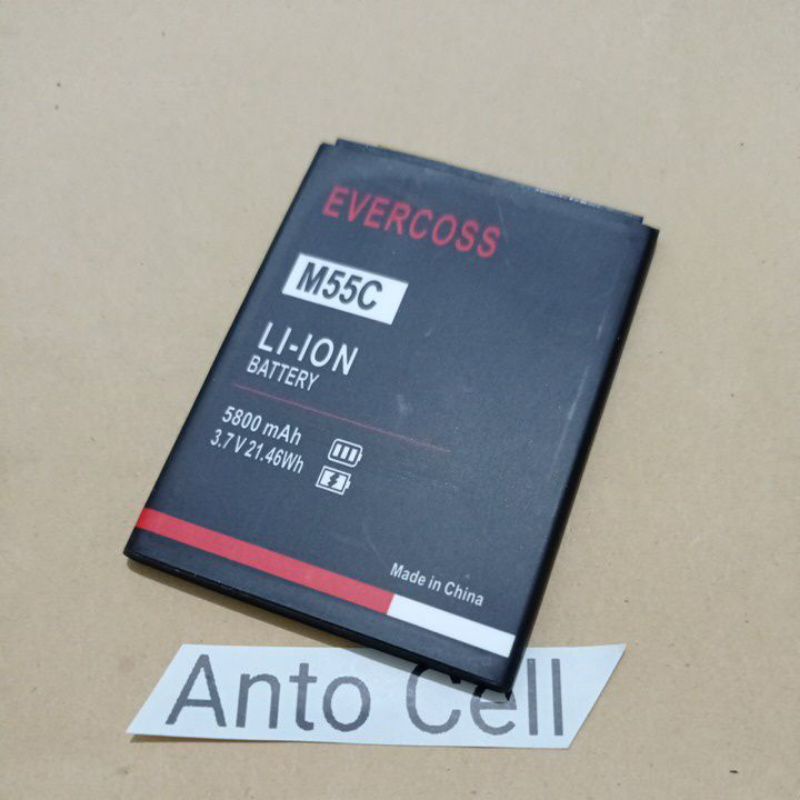 EVERCOSS
M55C
LI-ION
BATTERY
5800 mAh
3.7 V 21.46Wh
Made in China
Anto Cell